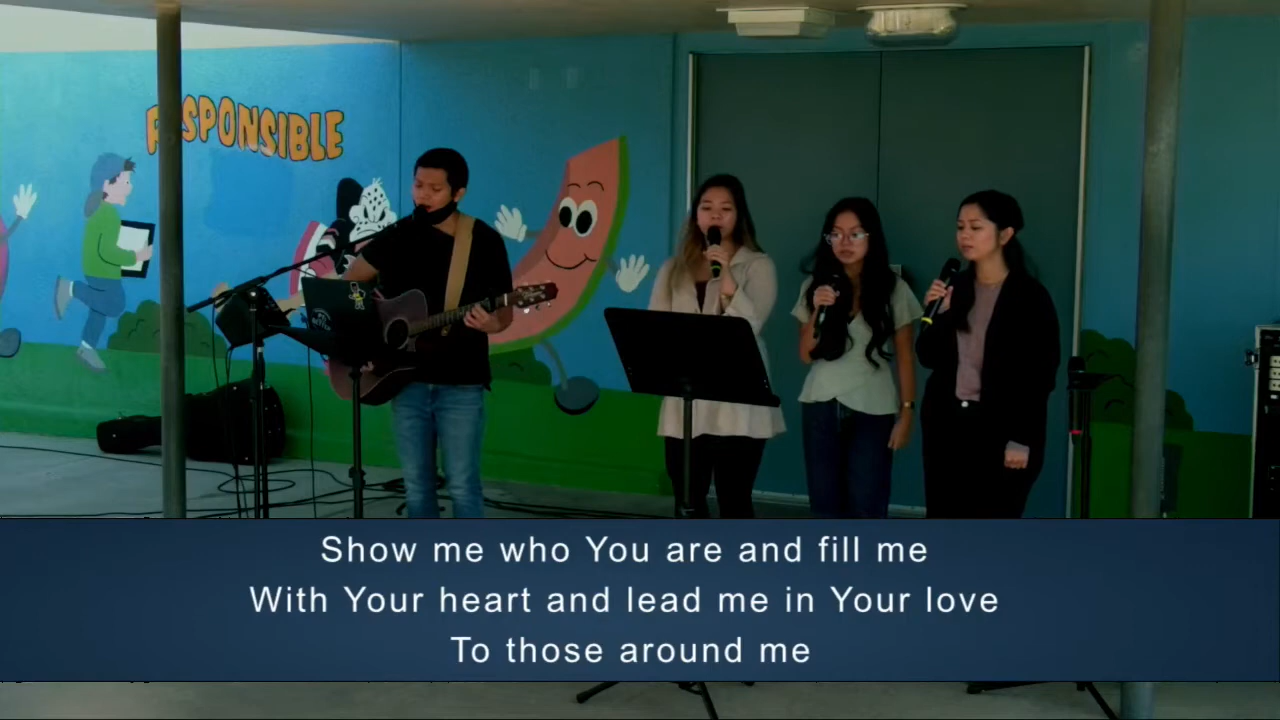 RESPONSIBLE
Show me who You are and fill me
With Your heart and lead me in Your love
To those around me